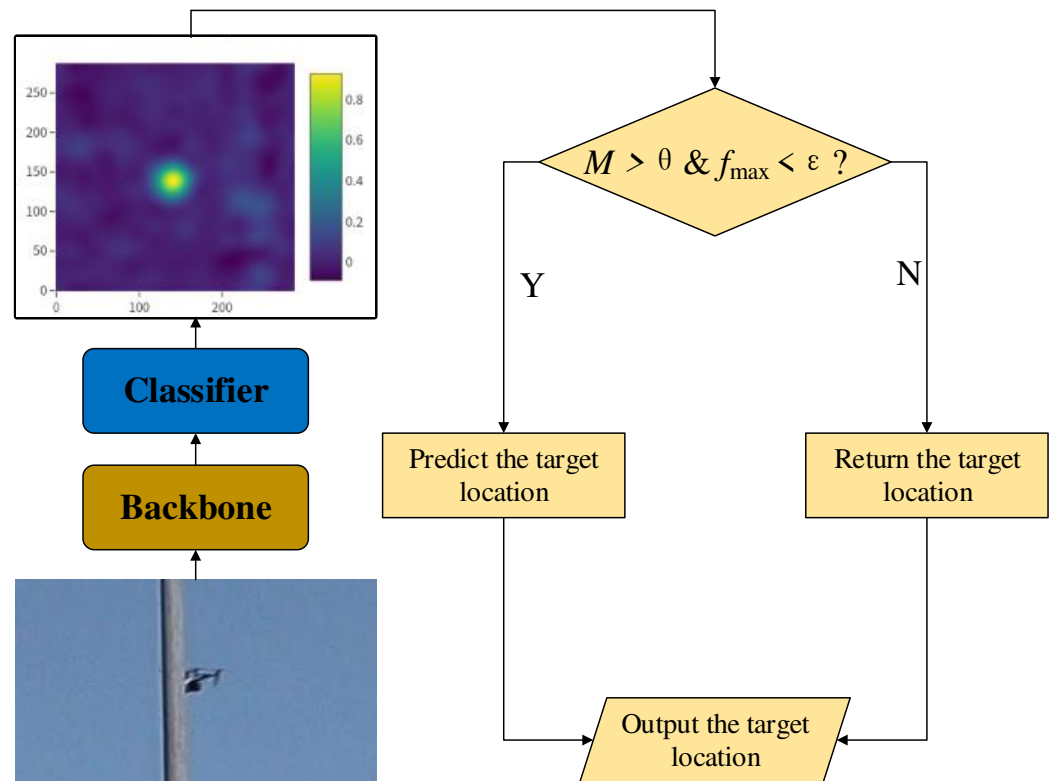 250
200
150
100
50
0
0
100
200
0.8
0.6
0.4
0.2
0
M > θ & fmax < ε ?
Y
N
Classifier
Backbone
Predict the target
location
Return the target
location
Output the target
location